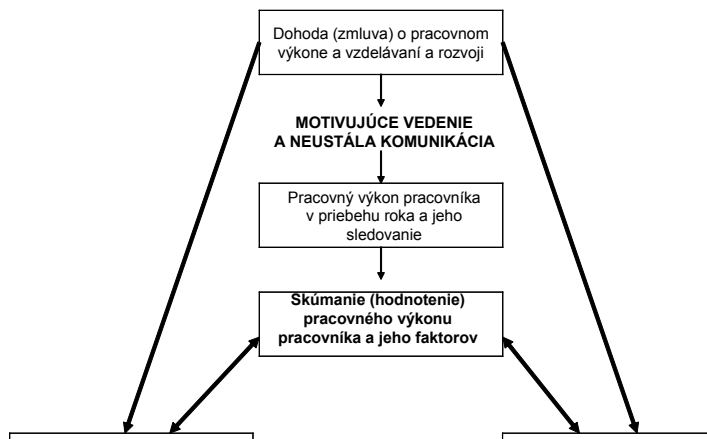 Dohoda (zmluva) o pracovnom
výkone a vzdelávaní a rozvoji
MOTIVUJÚCE VEDENIE
A NEUSTÁLA KOMUNIKÁCIA
Pracovný výkon pracovníka
v priebehu roka a jeho
sledovanie
Skúmanie (hodnotenie)
pracovného výkonu
pracovníka a jeho faktorov